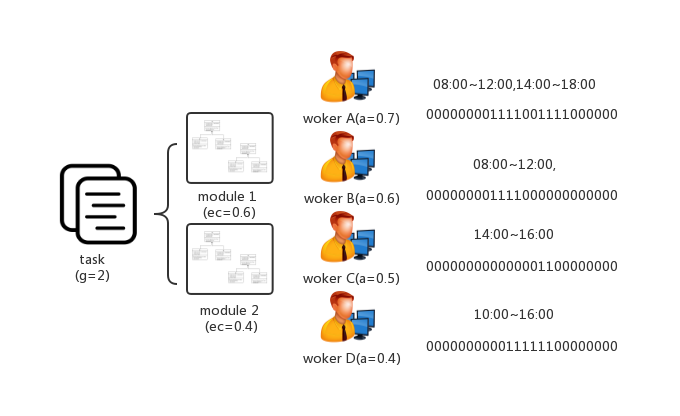 task
(g=2)
module 1
(ec=0.6)
module 2
(ec=0.4)
woker A(a=0.7)
08:00~12:00,14:00~18:00
000000001111001111000000
woker B(a=0.6)
08:00~12:00,
000000001111000000000000
woker C(a=0.5)
14:00~16:00
000000000000001100000000
woker D(a=0.4)
10:00~16:00
000000000011111100000000